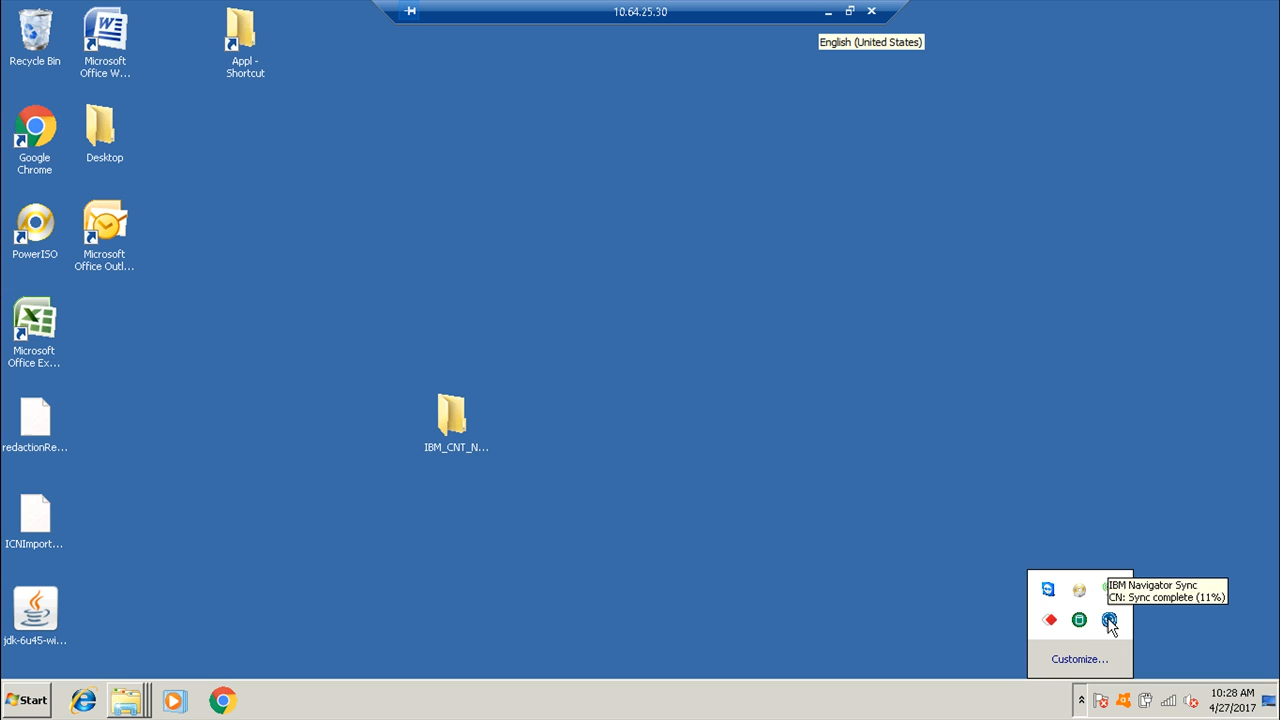 10.64.25.30
English (United States)
Recycle Bin
Microsoft
Office W...
Appl -
Shortcut
Google
Chrome
Desktop
PowerISO
Microsoft
Office Outl...
Microsoft
Office Ex...
redactionRe...
IBM_CNT_N...
ICNImport...
jdk-6u45-wi...
IBM Navigator Sync
CN: Sync complete (11%)
Customize...
Start
10:28 AM
4/27/2017